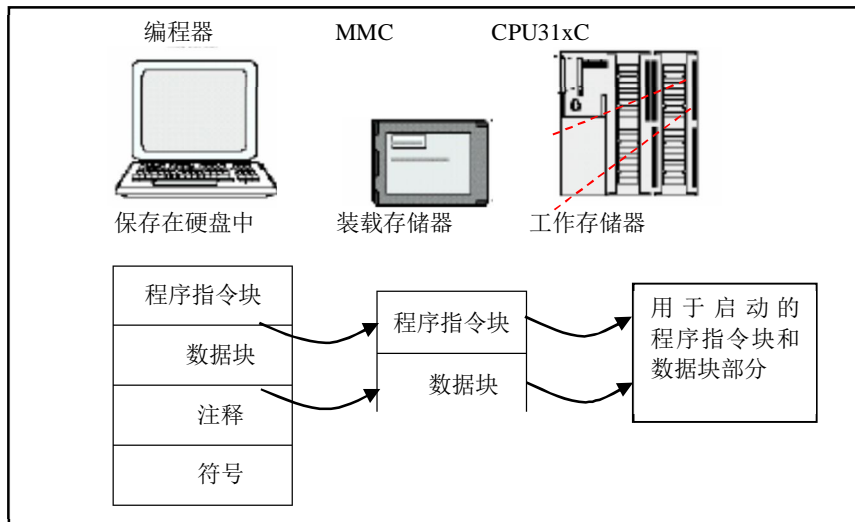 编程器 MMC CPU31xC
保存在硬盘中 装载存储器 工作存储器
程序指令块
数据块
注释
符号
程序指令块
数据块
用于启动的
程序指令块和
数据块部分